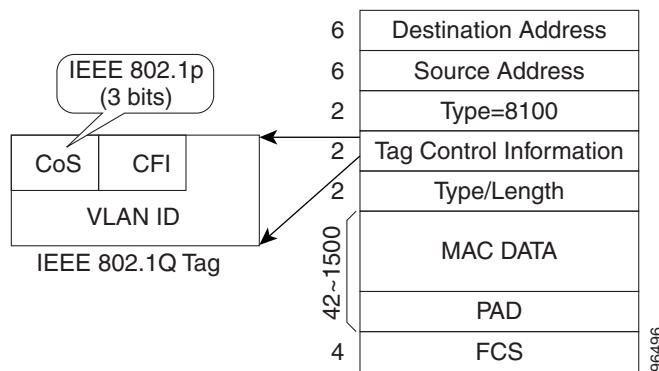 IEEE 802.1p
(3 bits)
CoS
CFI
VLAN ID
IEEE 802.1Q Tag
6 Destination Address
6 Source Address
2 Type=8100
2 Tag Control Information
2 Type/Length
42~1500
MAC DATA
PAD
4 FCS
96496